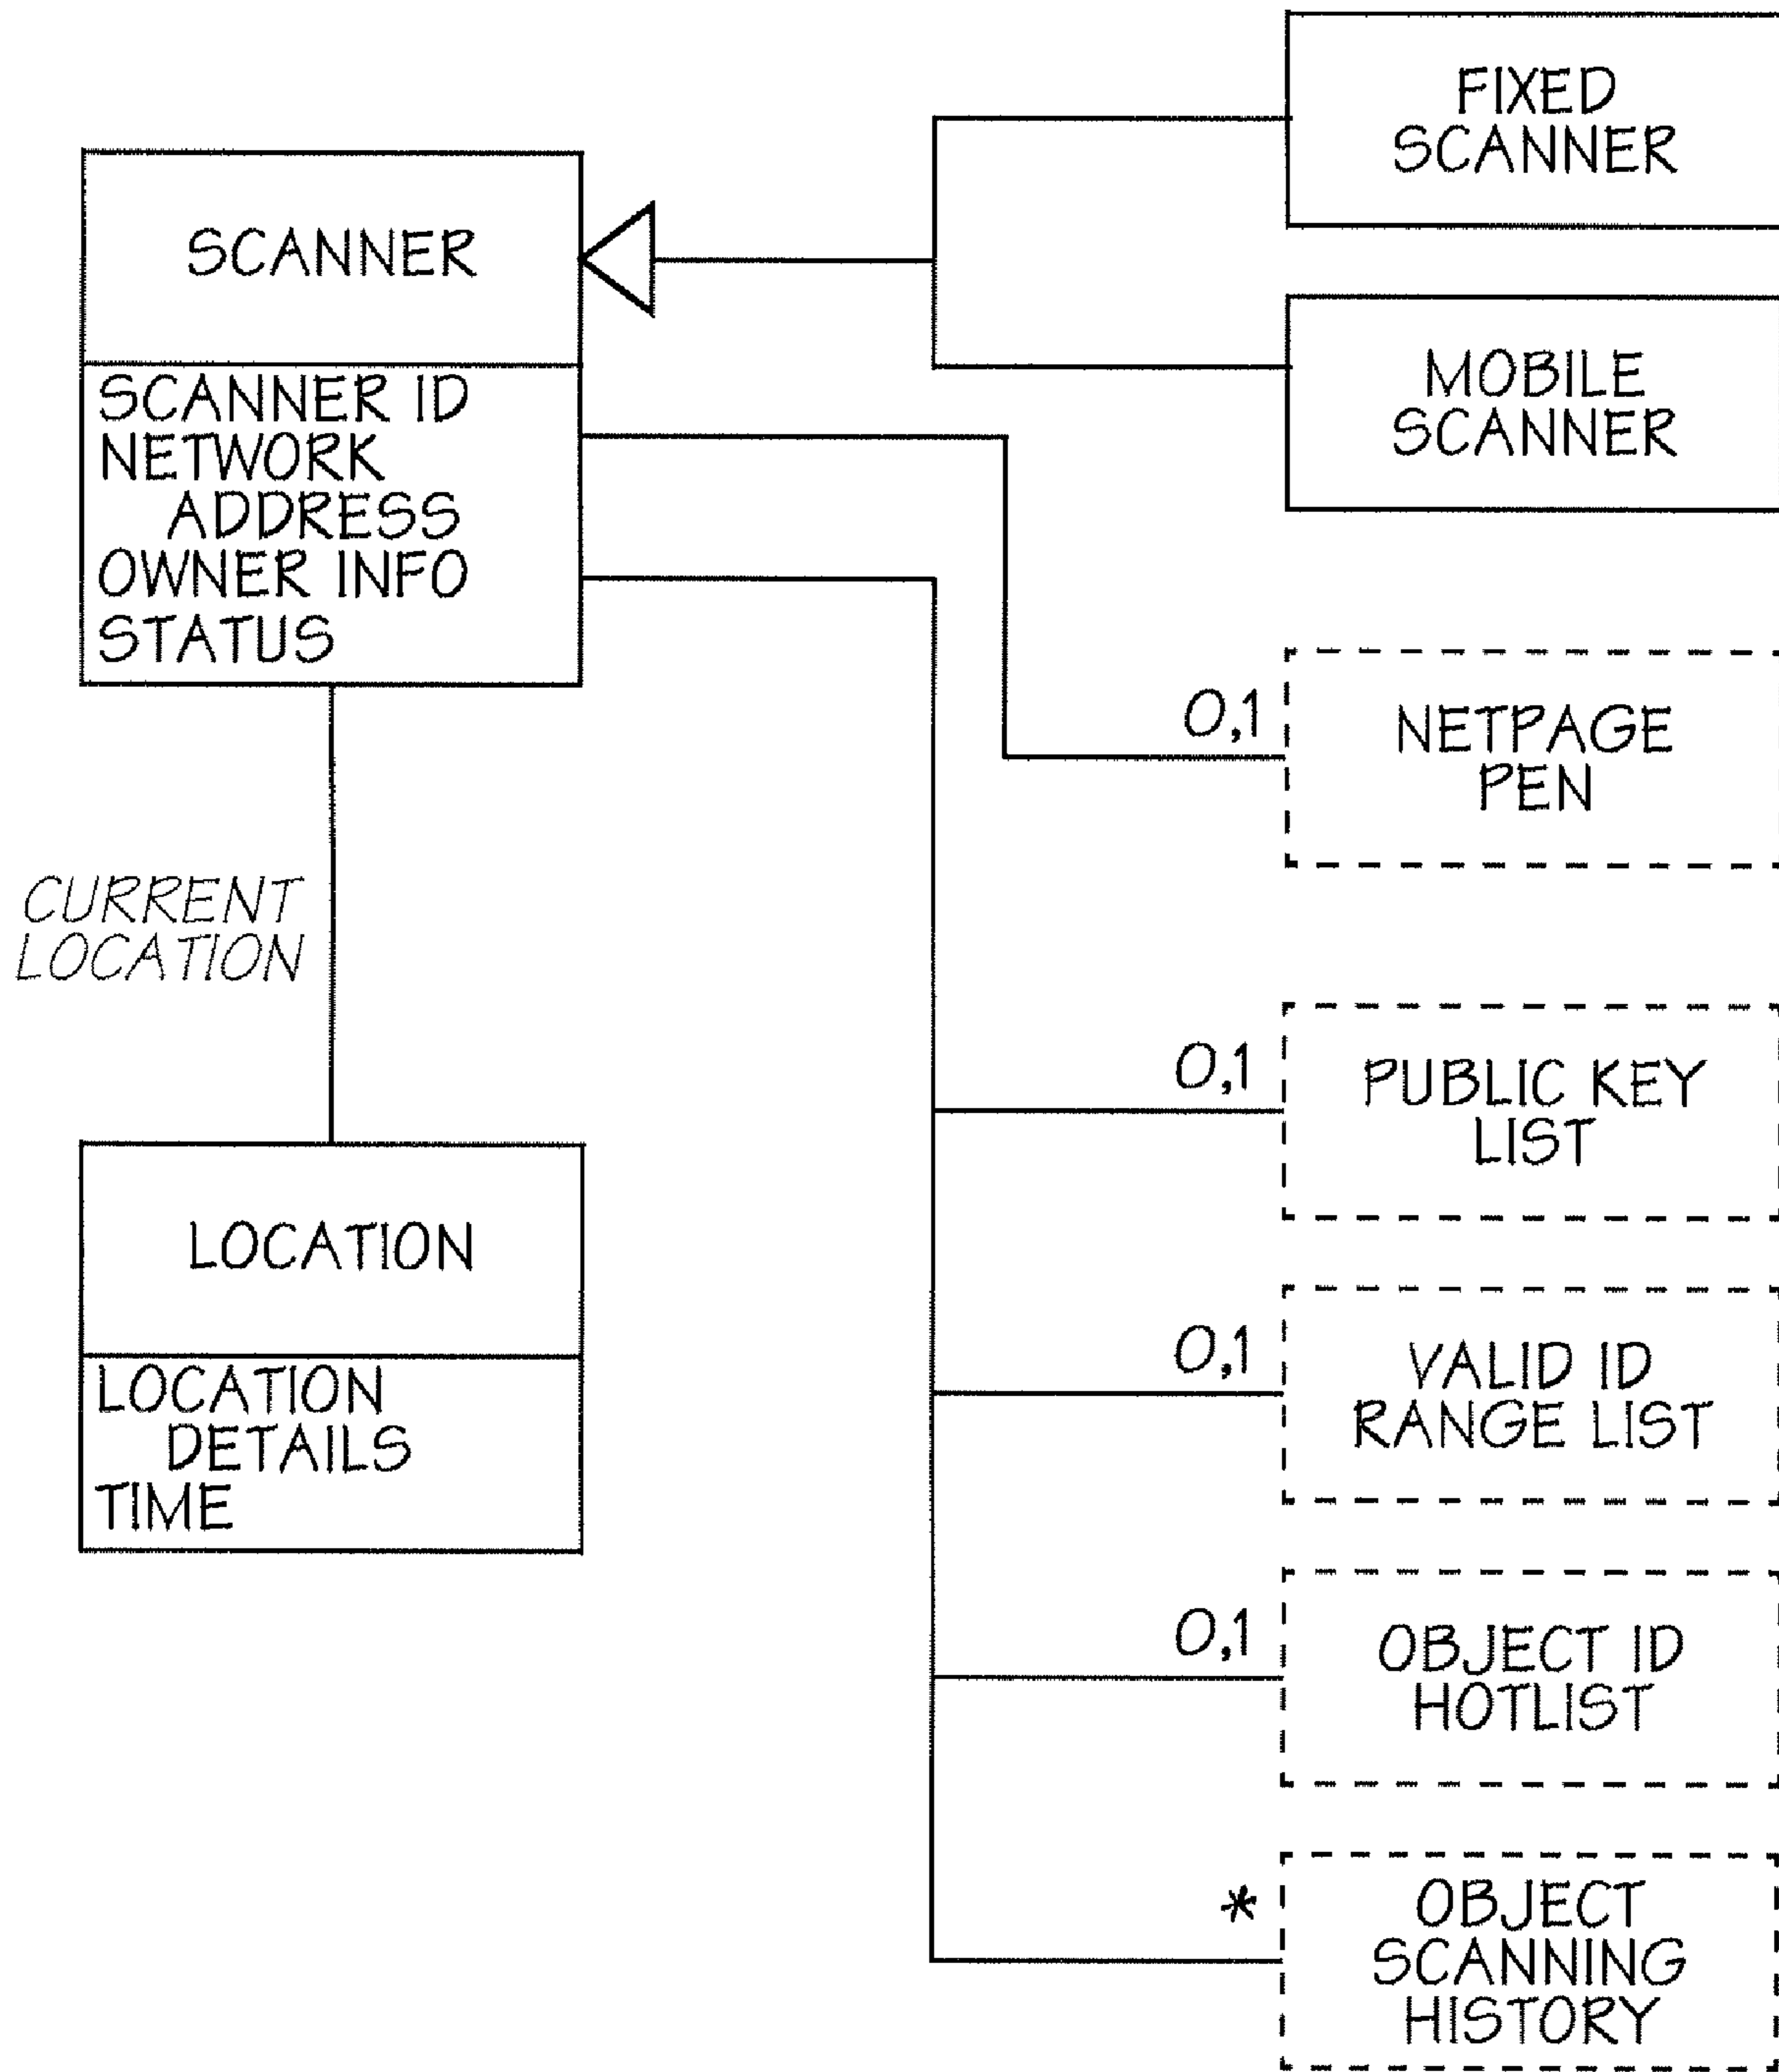 SCANNER
SCANNER ID
NETWORK
ADDRESS
OWNER INFO
STATUS
CURRENT
LOCATION
LOCATION
LOCATION
DETAILS
TIME
FIXED
SCANNER
MOBILE
SCANNER
0,1
NETPAGE
PEN
0,1
PUBLIC KEY
LIST
0,1
VALID ID
RANGE LIST
0,1
OBJECT ID
HOTLIST
*
OBJECT
SCANNING
HISTORY